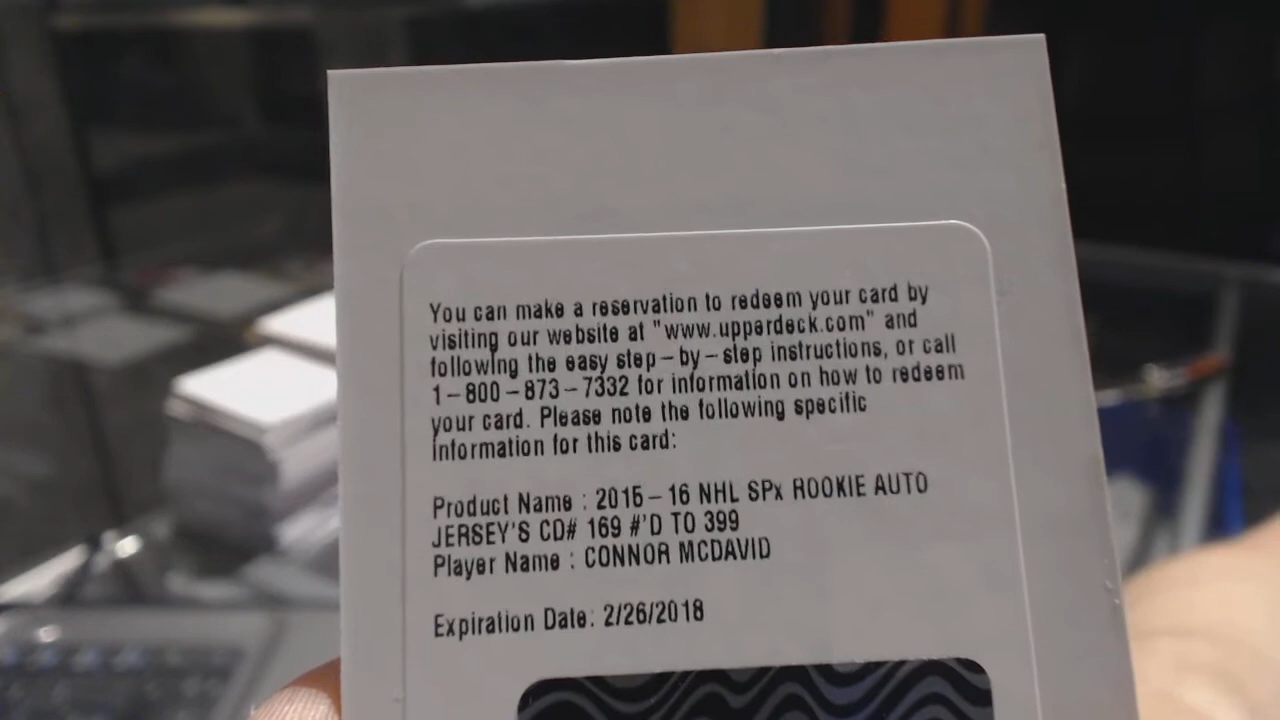 You can make a reservation to redeem your card by
visiting our website at "www.upperdeck.com" and
following the easy step-by-step instructions, or call
1-800-873-7332 for information on how to redeem
your card. Please note the following specific
information for this card:
Product Name : 2015-16 NHL SPx ROOKIE AUTO
JERSEY'S CD# 169 #'D TO 399
Player Name : CONNOR MCDAVID
Expiration Date: 2/26/2018